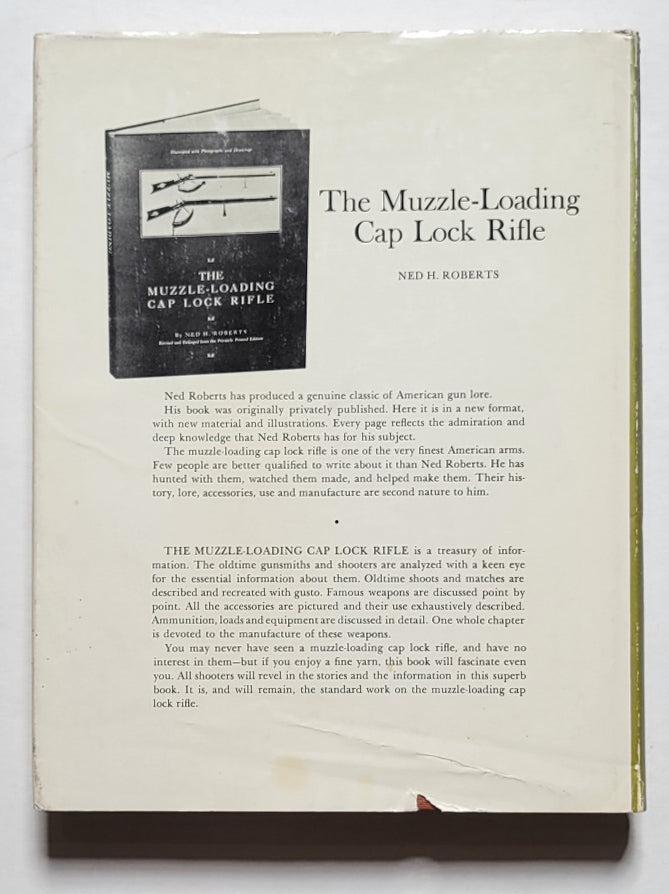 Illustrated with Photographs and Drawings
THE
MUZZLE-LOADING
CAP LOCK RIFLE
By NED H. ROBERTS
Revised and Enlarged from the Privately Printed Edition
The Muzzle-Loading
Cap Lock Rifle
NED H. ROBERTS
Ned Roberts has produced a genuine classic of American gun lore.
His book was originally privately published. Here it is in a new format,
with new material and illustrations. Every page reflects the admiration and
deep knowledge that Ned Roberts has for his subject.
The muzzle-loading cap lock rifle is one of the very finest American arms.
Few people are better qualified to write about it than Ned Roberts. He has
hunted with them, watched them made, and helped make them. Their his-
tory, lore, accessories, use and manufacture are second nature to him.
•
THE MUZZLE-LOADING CAP LOCK RIFLE is a treasury of infor-
mation. The oldtime gunsmiths and shooters are analyzed with a keen eye
for the essential information about them. Oldtime shoots and matches are
described and recreated with gusto. Famous weapons are discussed point by
point. All the accessories are pictured and their use exhaustively described.
Ammunition, loads and equipment are discussed in detail. One whole chapter
is devoted to the manufacture of these weapons.
You may never have seen a muzzle-loading cap lock rifle, and have no
interest in them—but if you enjoy a fine yarn, this book will fascinate even
you. All shooters will revel in the stories and the information in this superb
book. It is, and will remain, the standard work on the muzzle-loading cap
lock rifle.